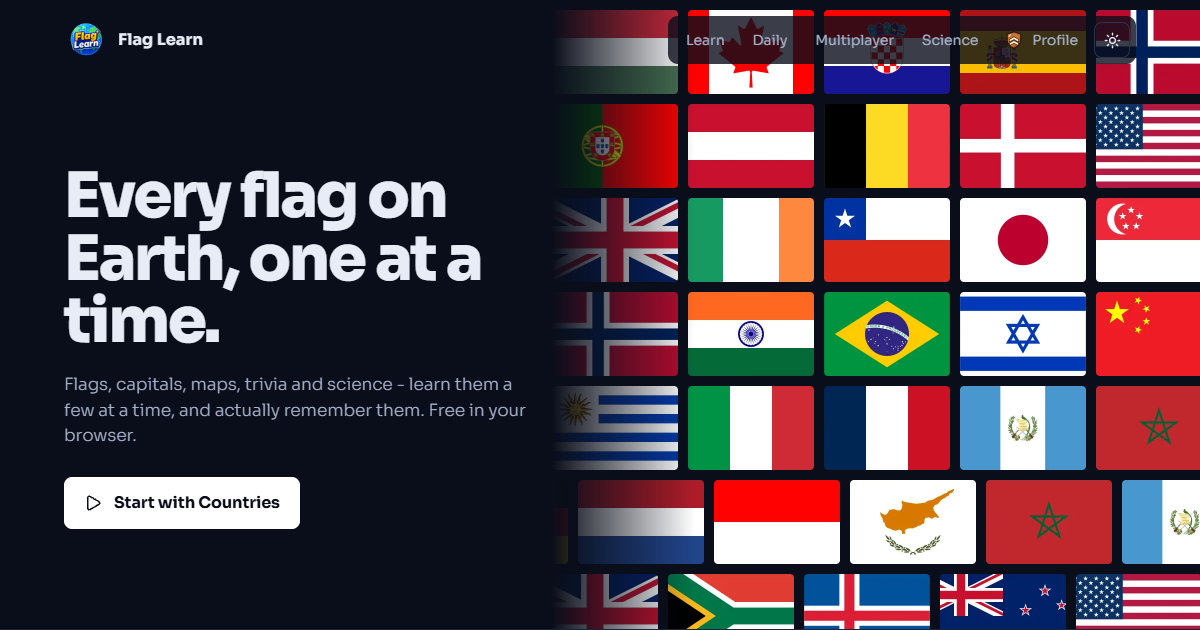 Flag Learn
Flag Learn
Learn Daily Multiplayer Science Profile
Every flag on
Earth, one at a
time.
Flags, capitals, maps, trivia and science - learn them a
few at a time, and actually remember them. Free in your
browser.
Start with Countries